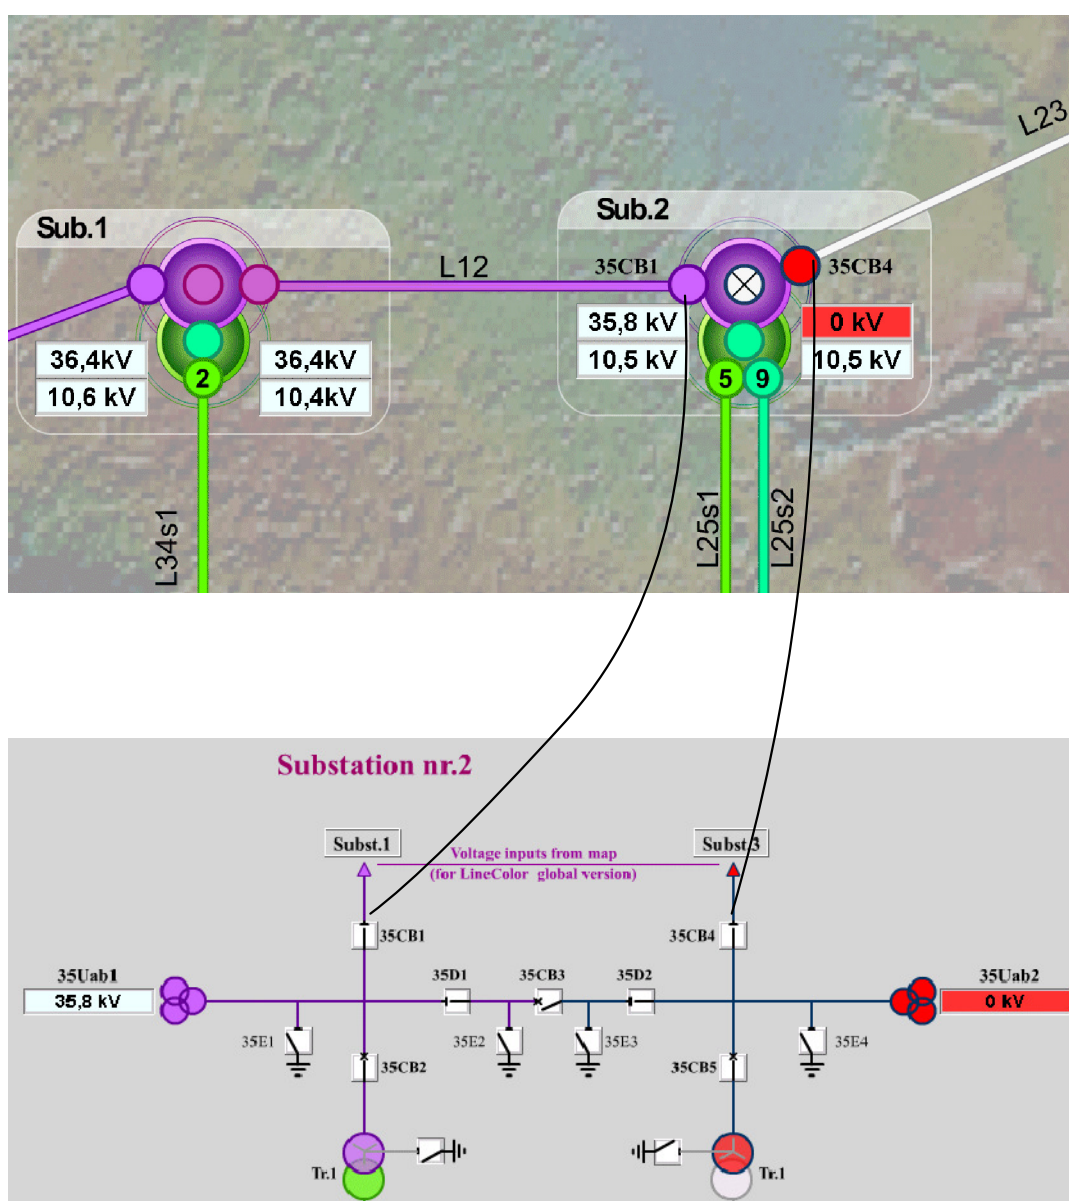 L23
Sub.1
Sub.2
L12
35CB1
35CB4
35,8 kV
0 kV
36,4kV
36,4kV
10,5 kV
10,5 kV
2
5
9
10,6 kV
10,4kV
L34s1
L25s1
L25s2
Substation nr.2
Subst.1
Subst.3
Voltage inputs from map
(for LineColor global version)
35CB1
35CB4
35Uab1
35D1
35CB3
35D2
35Uab2
35,8 kV
0 kV
35E1
35E2
35E3
35E4
35CB2
35CB5
Tr.1
Tr.1